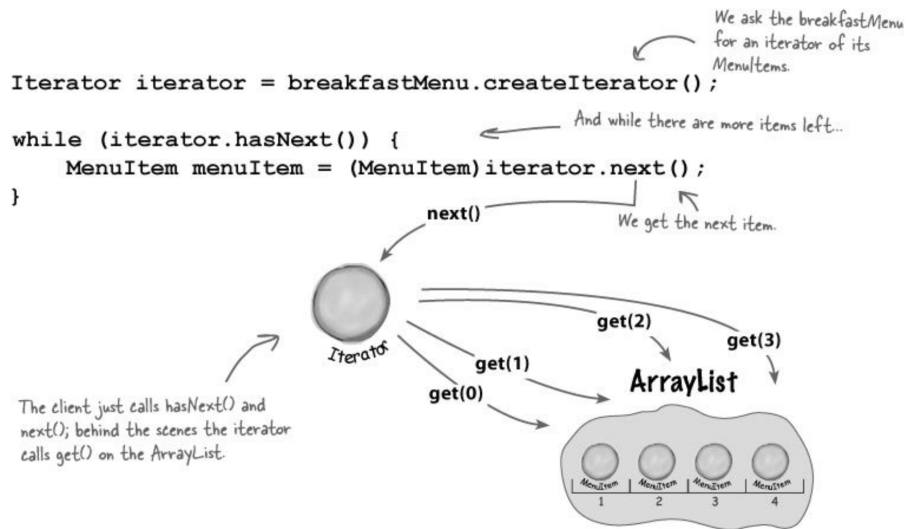 We ask the breakfastMenu
for an iterator of its
MenuItems.
Iterator iterator = breakfastMenu.createIterator();
And while there are more items left...
while (iterator.hasNext()) {
MenuItem menuItem = (MenuItem)iterator.next();
}
next()
We get the next item.
Iterator
get(2)
get(3)
get(1)
get(0)
ArrayList
The client just calls hasNext() and
next(); behind the scenes the iterator
calls get() on the ArrayList.
MenuItem MenuItem MenuItem MenuItem
1 2 3 4